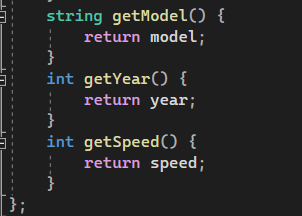 string getModel() {
return model;
}
int getYear() {
return year;
}
int getSpeed() {
return speed;
}
};